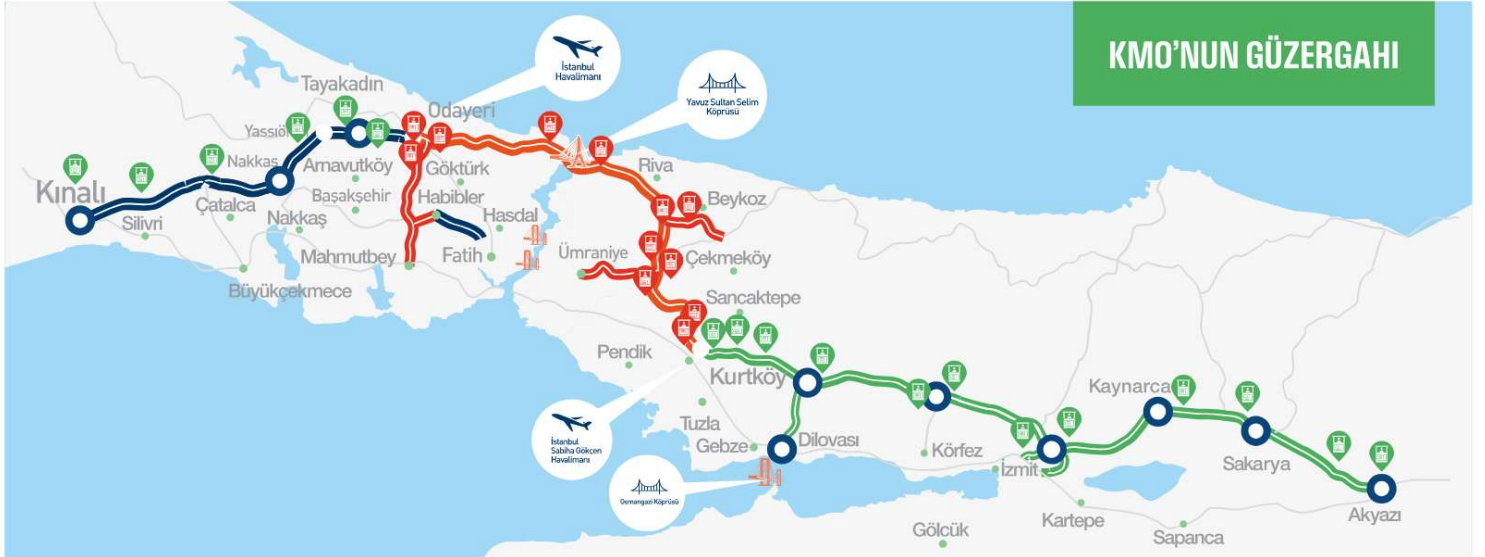 KMO'NUN GÜZERGAHI
İstanbul
Havalimanı
Yavuz Sultan Selim
Köprüsü
Tayakadın
Odayeri
Yassıör
Nakkaş
Arnavutköy
Göktürk
Riva
Kınalı
Çatalca
Başakşehir
Habibler
Beykoz
Silivri
Nakkaş
Hasdal
Mahmutbey
Fatih
Ümraniye
Çekmeköy
Büyükçekmece
Sancaktepe
Pendik
Kurtköy
Kaynarca
İstanbul
Sabiha Gökçen
Havalimanı
Tuzla
Gebze
Dilovası
Körfez
İzmit
Sakarya
Osmangazi Köprüsü
Gölcük
Kartepe
Sapanca
Akyazı